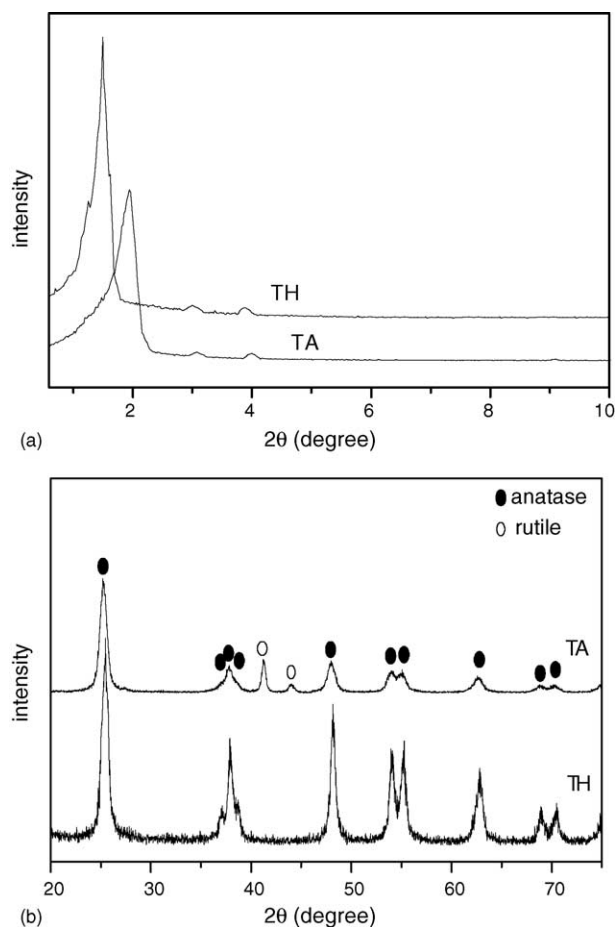 intensity
TH
TA
2 4 6 8 10
(a)
2θ (degree)
anatase
rutile
intensity
TA
TH
20 30 40 50 60 70
(b)
2θ (degree)